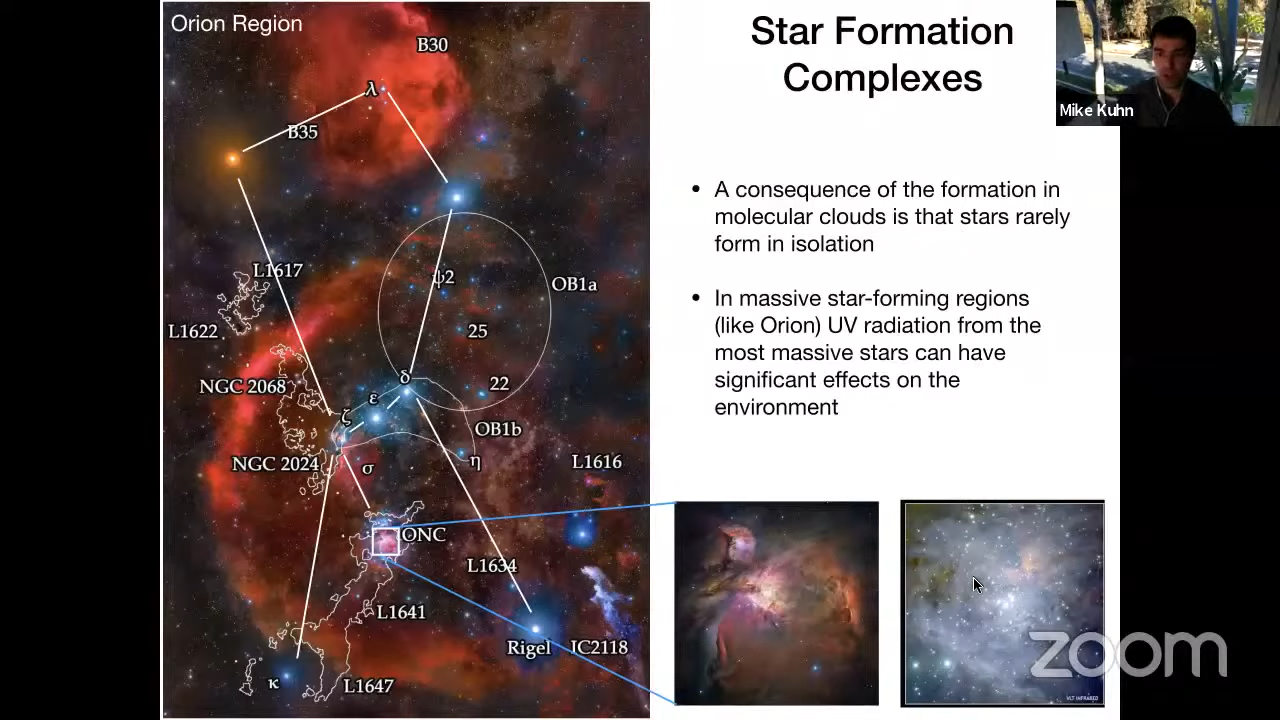 Orion Region
B30
λ
B35
L1617
L1622
ψ2
OB1a
25
NGC 2068
δ
22
ε
ζ
OB1b
NGC 2024
σ
η
L1616
ONC
L1634
L1641
Rigel
IC2118
κ
L1647
Star Formation
Complexes
• A consequence of the formation in
molecular clouds is that stars rarely
form in isolation
• In massive star-forming regions
(like Orion) UV radiation from the
most massive stars can have
significant effects on the
environment
VLT INFRARED
Mike Kuhn
zoom